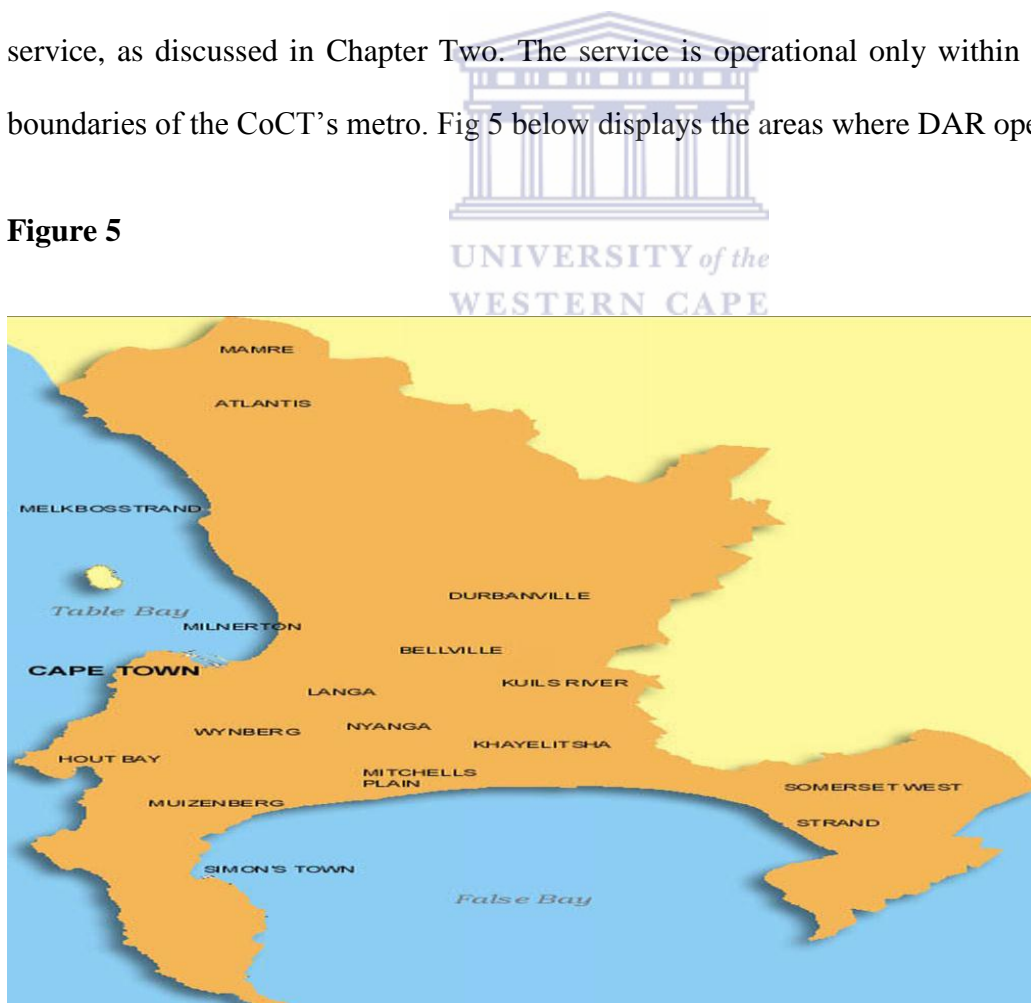 service, as discussed in Chapter Two. The service is operational only within
boundaries of the CoCT's metro. Fig 5 below displays the areas where DAR ope
Figure 5
UNIVERSITY of the
WESTERN CAPE
MAMRE
ATLANTIS
MELKBOSSTRAND
DURBANVILLE
Table Bay
MILNERTON
BELLVILLE
CAPE TOWN
KUILS RIVER
LANGA
NYANGA
WYNBERG
KHAYELITSHA
HOUT BAY
MITCHELLS
PLAIN
SOMERSET WEST
MUIZENBERG
STRAND
SIMON'S TOWN
False Bay